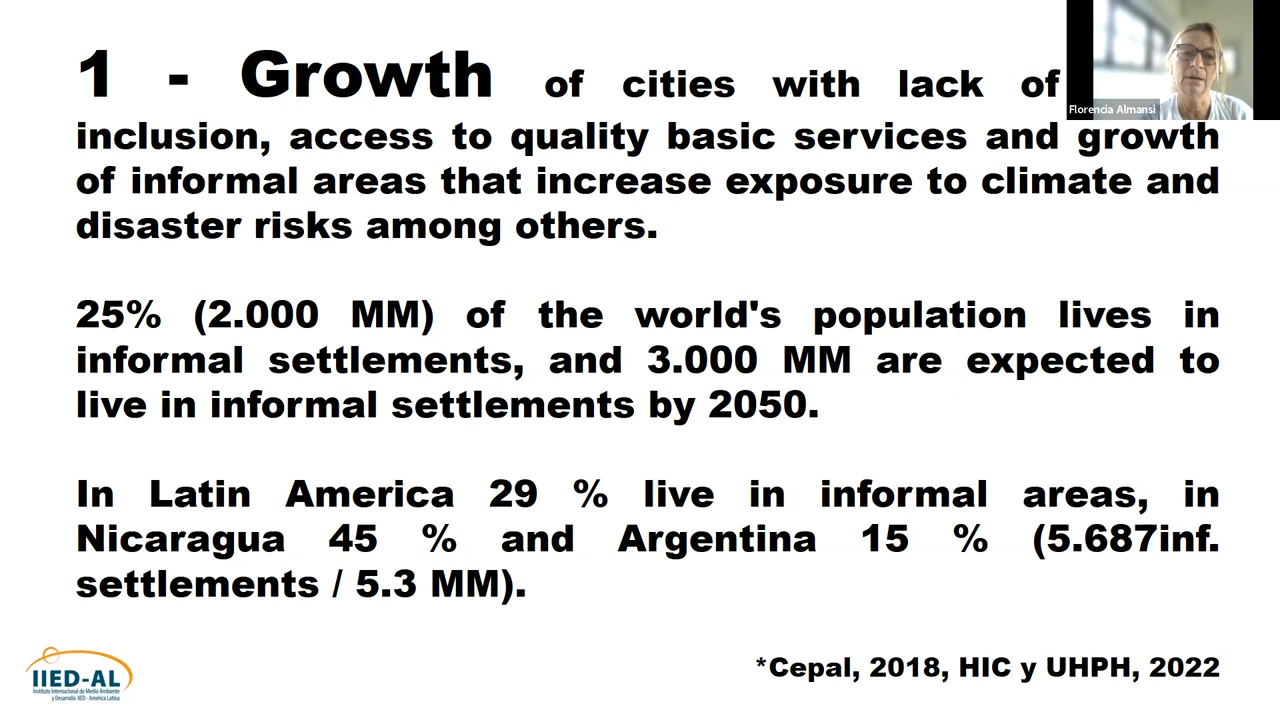 1 - Growth of cities with lack of
inclusion, access to quality basic services and growth
of informal areas that increase exposure to climate and
disaster risks among others.
25% (2.000 MM) of the world's population lives in
informal settlements, and 3.000 MM are expected to
live in informal settlements by 2050.
In Latin America 29 % live in informal areas, in
Nicaragua 45 % and Argentina 15 % (5.687inf.
settlements / 5.3 MM).
*Cepal, 2018, HIC y UHPH, 2022
Florencia Almansi
IIED-AL
Instituto Internacional de Medio Ambiente
y Desarrollo IIED - América Latina